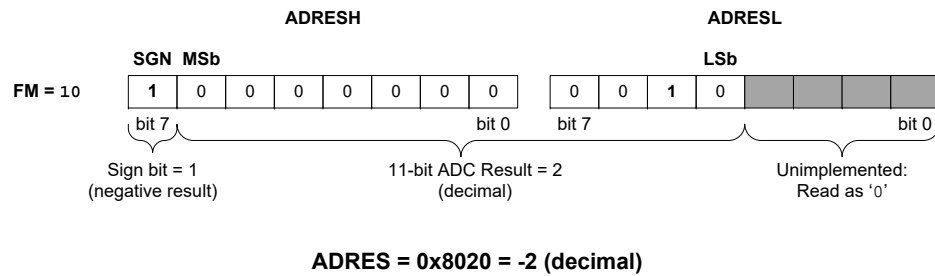 ADRESH ADRESL
SGN MSb LSb
FM = 10 1 0 0 0 0 0 0 0 0 0 1 0
bit 7 bit 0 bit 7 bit 0
Sign bit = 1 11-bit ADC Result = 2 Unimplemented:
(negative result) (decimal) Read as ‘0’
ADRES = 0x8020 = -2 (decimal)